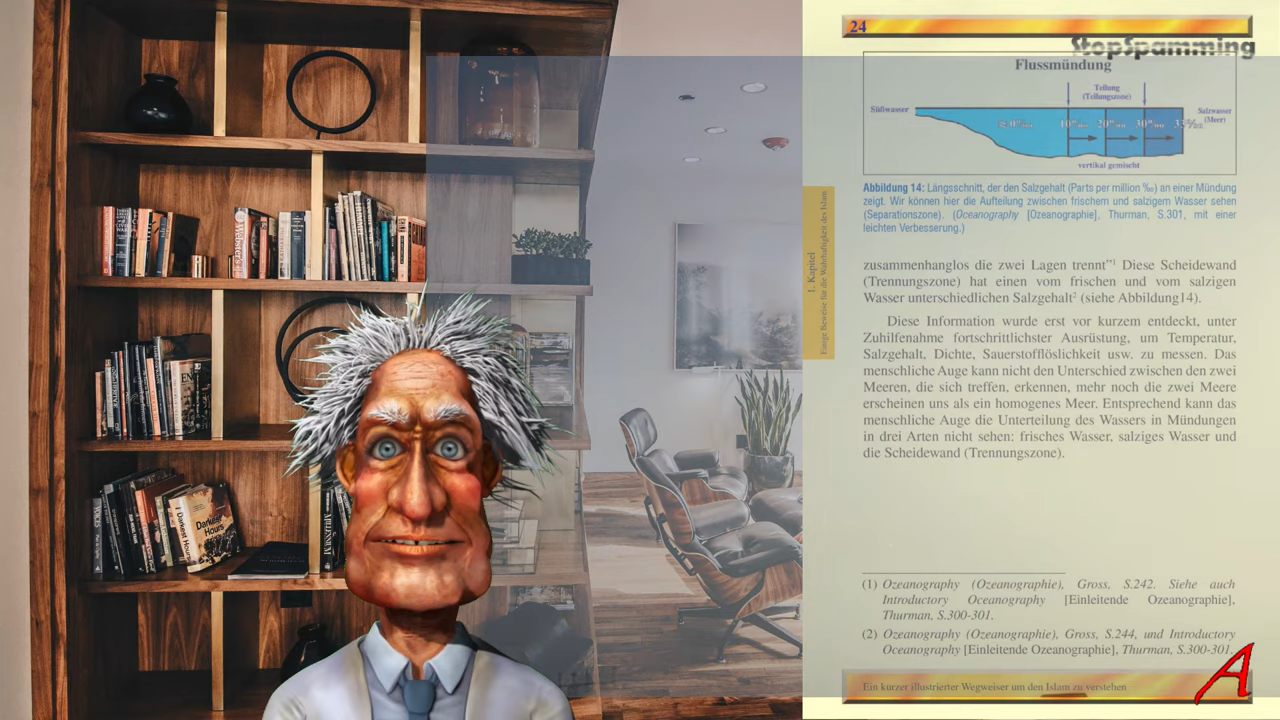 24
StopSpamming
Flussmündung
Teilung
(Teilungszone)
Süßwasser
Salzwasser
(Meer)
vertikal gemischt
Abbildung 14: Längsschnitt, der den Salzgehalt (Parts per million ‰) an einer Mündung
zeigt. Wir können hier die Aufteilung zwischen frischem und salzigem Wasser sehen
(Separationszone). (Oceanography [Ozeanographie], Thurman, S.301, mit einer
leichten Verbesserung.)
1. Kapitel
Einige Beweise für die Wahrhaftigkeit des Islam
zusammenhanglos die zwei Lagen trennt”¹ Diese Scheidewand
(Trennungszone) hat einen vom frischen und vom salzigen
Wasser unterschiedlichen Salzgehalt² (siehe Abbildung14).
Diese Information wurde erst vor kurzem entdeckt, unter
Zuhilfenahme fortschrittlichster Ausrüstung, um Temperatur,
Salzgehalt, Dichte, Sauerstofflöslichkeit usw. zu messen. Das
menschliche Auge kann nicht den Unterschied zwischen den zwei
Meeren, die sich treffen, erkennen, mehr noch die zwei Meere
erscheinen uns als ein homogenes Meer. Entsprechend kann das
menschliche Auge die Unterteilung des Wassers in Mündungen
in drei Arten nicht sehen: frisches Wasser, salziges Wasser und
die Scheidewand (Trennungszone).
(1) Ozeanography (Ozeanographie), Gross, S.242. Siehe auch
Introductory Oceanography [Einleitende Ozeanographie],
Thurman, S.300-301.
(2) Ozeanography (Ozeanographie), Gross, S.244, und Introductory
Oceanography [Einleitende Ozeanographie], Thurman, S.300-301.
Ein kurzer illustrierter Wegweiser um den Islam zu verstehen
A
Darkest
Hours